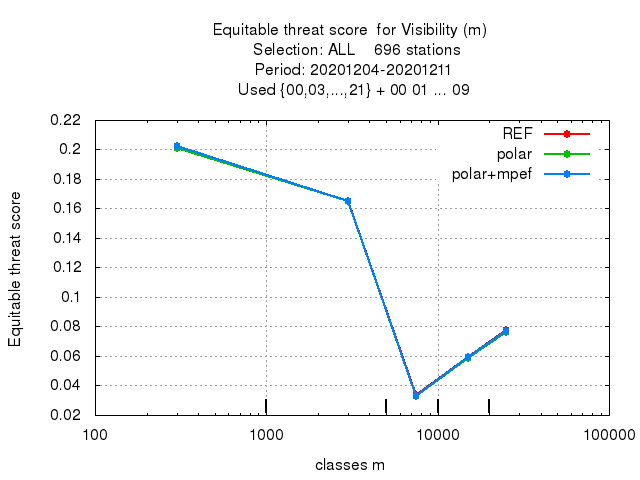 Equitable threat score  for Visibility (m)
Selection: ALL    696 stations
Period: 20201204-20201211
Used {00,03,...,21} + 00 01 ... 09
0.22
0.2
0.18
0.16
0.14
0.12
0.1
0.08
0.06
0.04
0.02
Equitable threat score
REF
polar
polar+mpef
100
1000
10000
100000
classes m